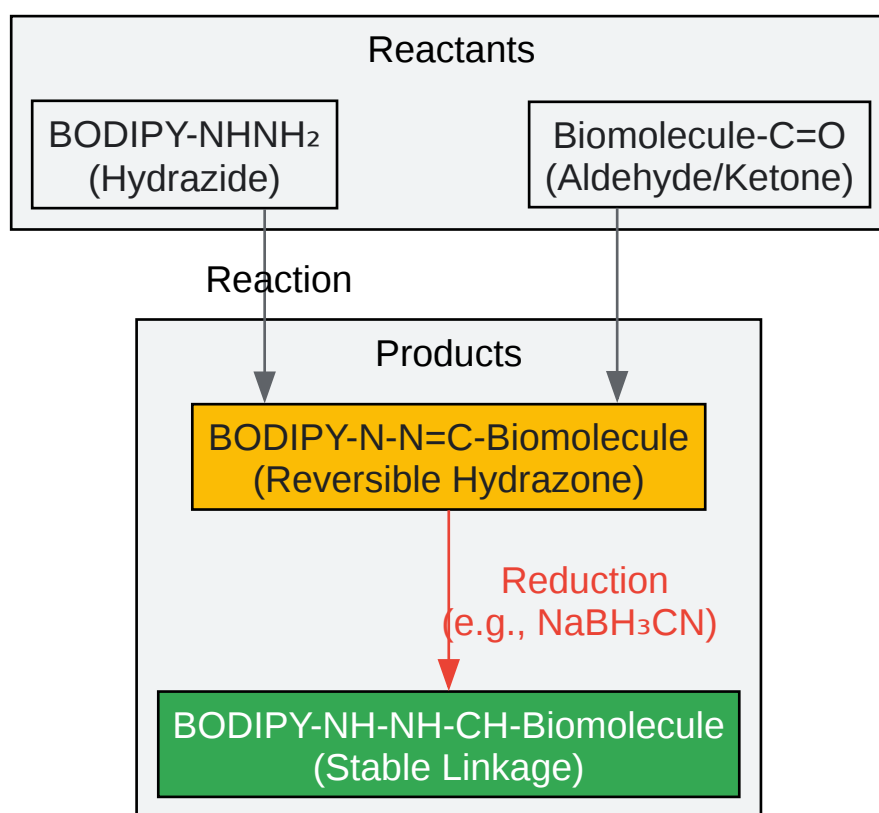 Reactants
BODIPY-NHNH₂
(Hydrazide)
Biomolecule-C=O
(Aldehyde/Ketone)
Reaction
Products
BODIPY-N-N=C-Biomolecule
(Reversible Hydrazone)
Reduction
(e.g., NaBH₃CN)
BODIPY-NH-NH-CH-Biomolecule
(Stable Linkage)